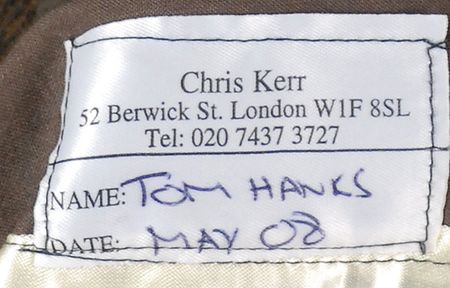 Chris Kerr
52 Berwick St. London W1F 8SL
Tel: 020 7437 3727
NAME: TOM HANKS
DATE: MAY 08